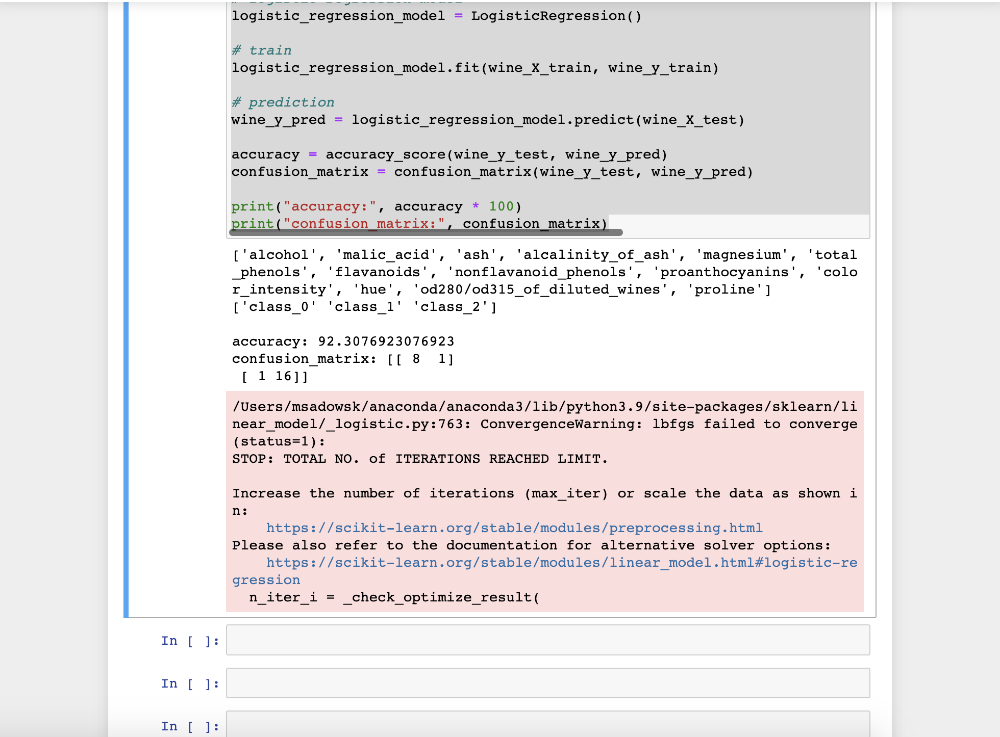 # logistic regression model
logistic_regression_model = LogisticRegression()
# train
logistic_regression_model.fit(wine_X_train, wine_y_train)
# prediction
wine_y_pred = logistic_regression_model.predict(wine_X_test)
accuracy = accuracy_score(wine_y_test, wine_y_pred)
confusion_matrix = confusion_matrix(wine_y_test, wine_y_pred)
print("accuracy:", accuracy * 100)
print("confusion_matrix:", confusion_matrix)
['alcohol', 'malic_acid', 'ash', 'alcalinity_of_ash', 'magnesium', 'total
_phenols', 'flavanoids', 'nonflavanoid_phenols', 'proanthocyanins', 'colo
r_intensity', 'hue', 'od280/od315_of_diluted_wines', 'proline']
['class_0' 'class_1' 'class_2']
accuracy: 92.3076923076923
confusion_matrix: [[ 8  1]
 [ 1 16]]
/Users/msadowsk/anaconda/anaconda3/lib/python3.9/site-packages/sklearn/li
near_model/_logistic.py:763: ConvergenceWarning: lbfgs failed to converge
(status=1):
STOP: TOTAL NO. of ITERATIONS REACHED LIMIT.
Increase the number of iterations (max_iter) or scale the data as shown i
n:
    https://scikit-learn.org/stable/modules/preprocessing.html
Please also refer to the documentation for alternative solver options:
    https://scikit-learn.org/stable/modules/linear_model.html#logistic-re
gression
  n_iter_i = _check_optimize_result(
In [ ]:
In [ ]:
In [ ]: